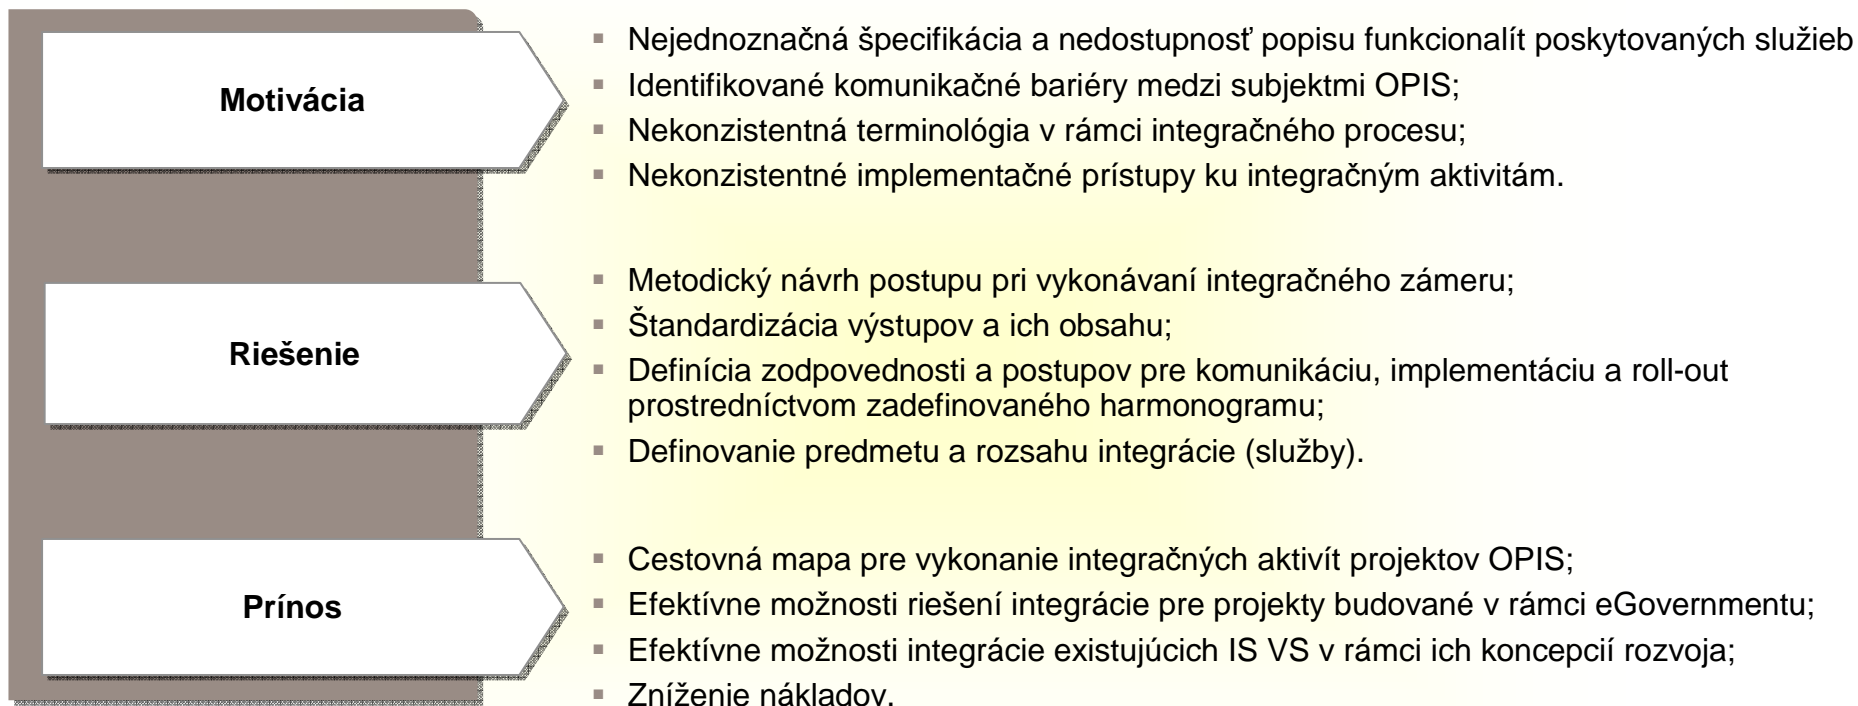 Motivácia
Nejednoznačná špecifikácia a nedostupnosť popisu funkcionalít poskytovaných služieb
Identifikované komunikačné bariéry medzi subjektmi OPIS;
Nekonzistentná terminológia v rámci integračného procesu;
Nekonzistentné implementačné prístupy ku integračným aktivitám.
Riešenie
Metodický návrh postupu pri vykonávaní integračného zámeru;
Štandardizácia výstupov a ich obsahu;
Definícia zodpovednosti a postupov pre komunikáciu, implementáciu a roll-out
prostredníctvom zadefinovaného harmonogramu;
Definovanie predmetu a rozsahu integrácie (služby).
Prínos
Cestovná mapa pre vykonanie integračných aktivít projektov OPIS;
Efektívne možnosti riešení integrácie pre projekty budované v rámci eGovernmentu;
Efektívne možnosti integrácie existujúcich IS VS v rámci ich koncepcií rozvoja;
Zníženie nákladov.